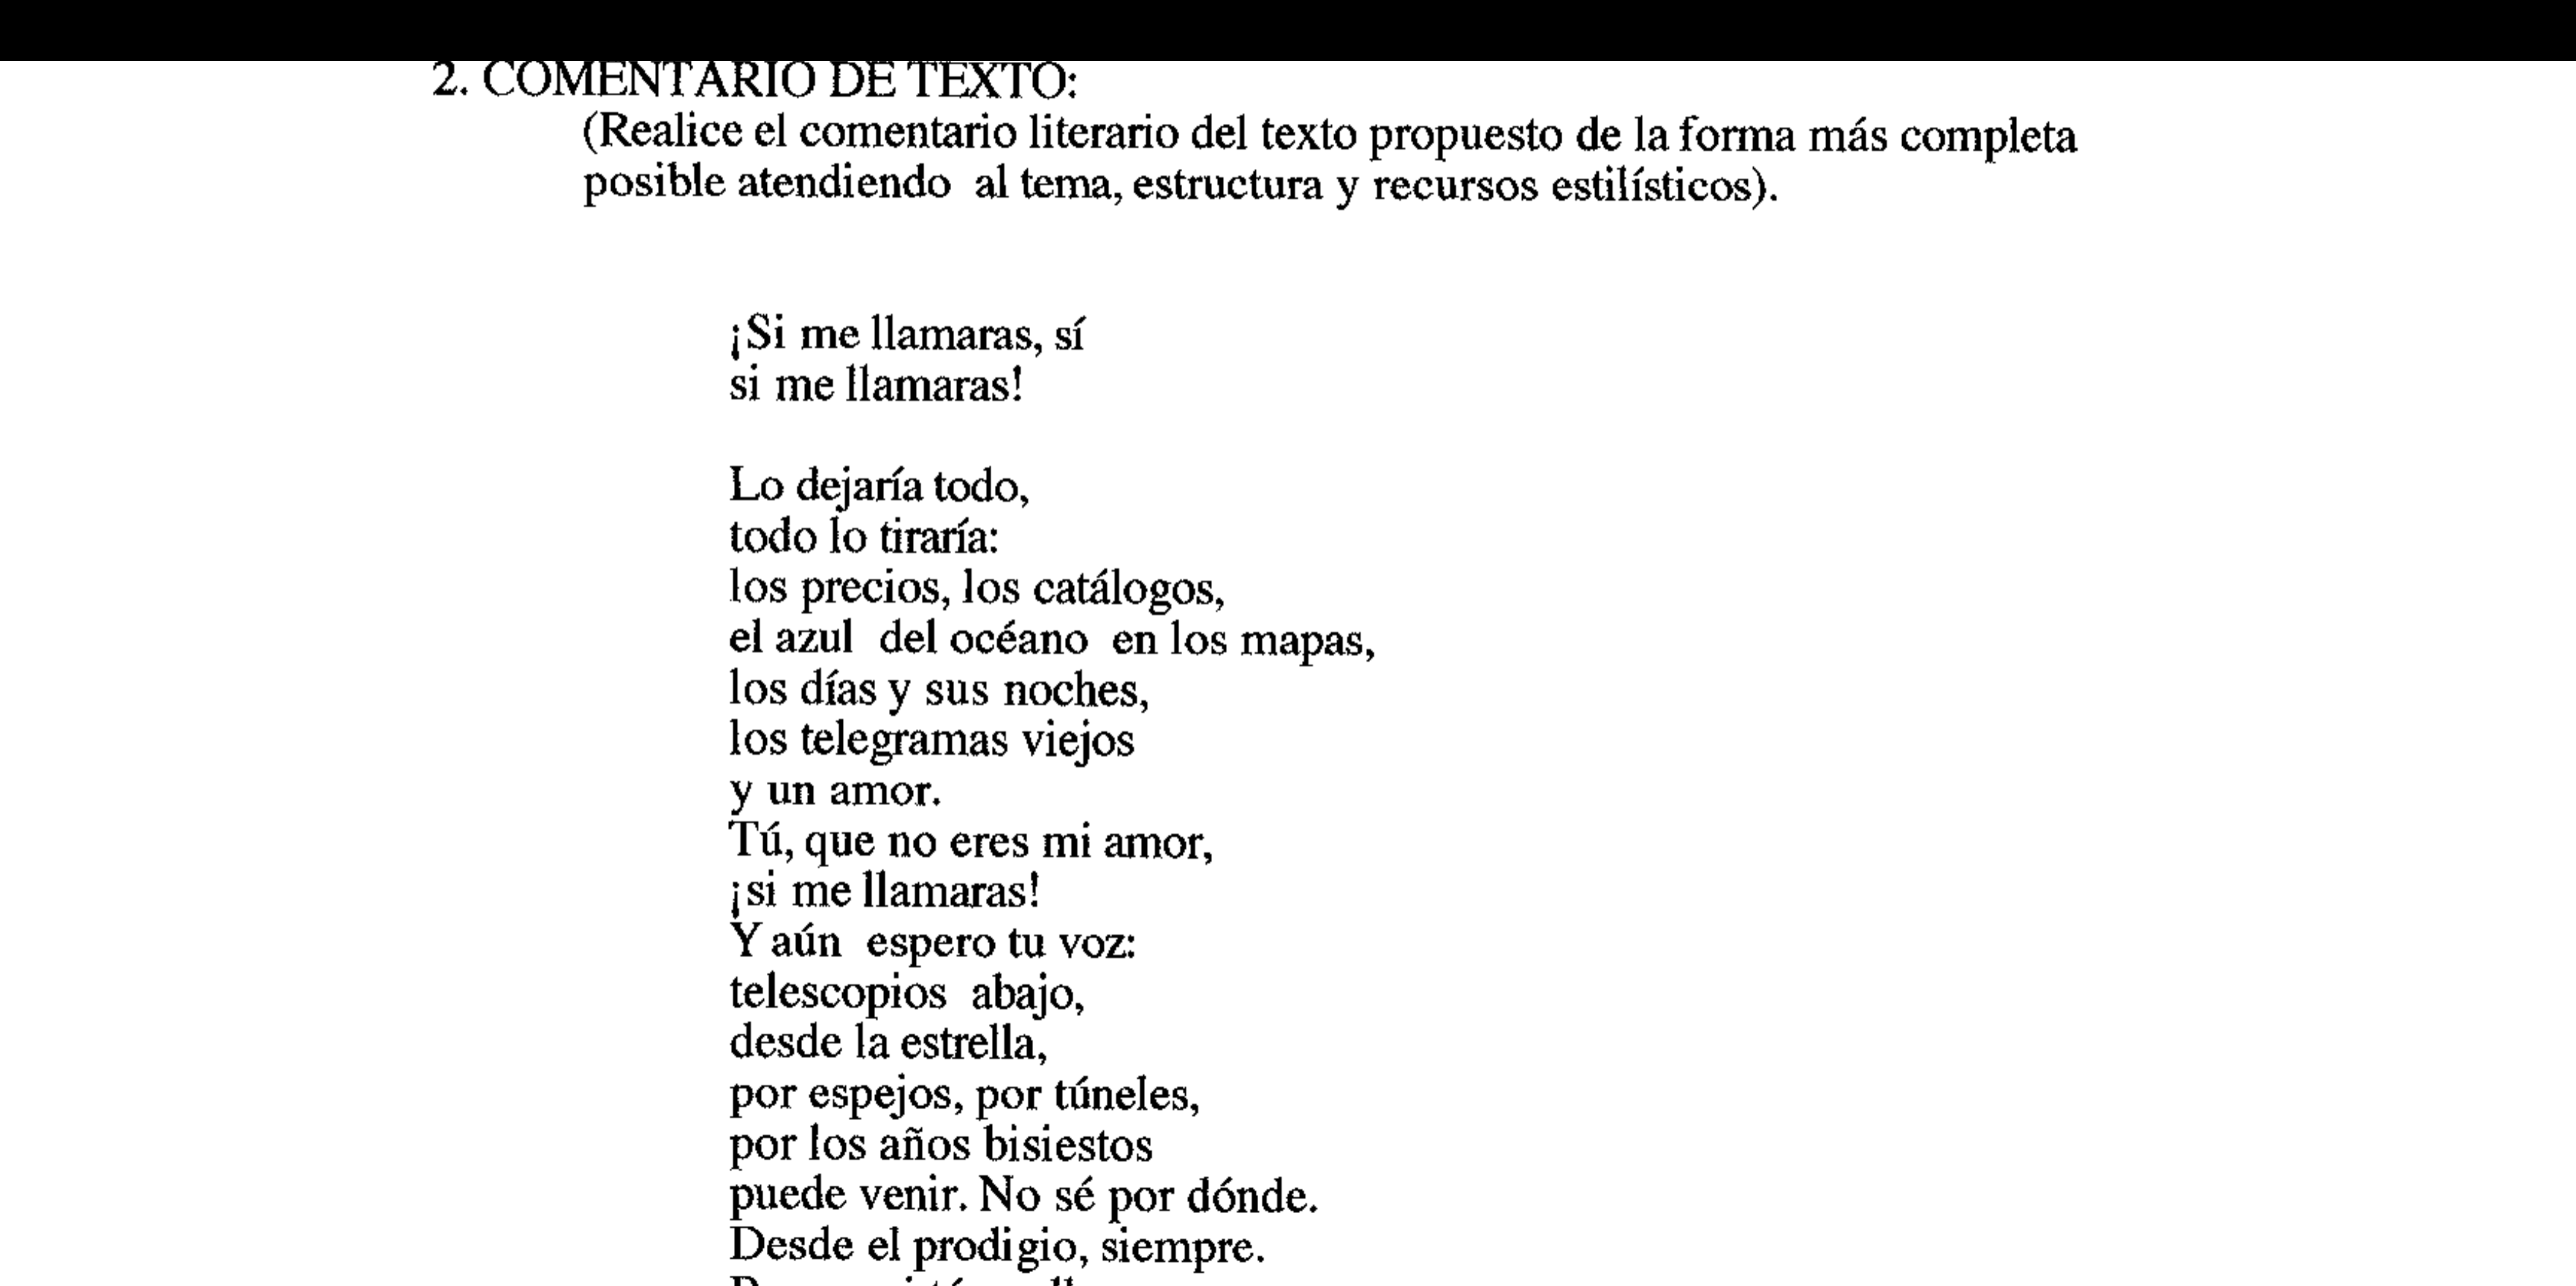 2. COMENTARIO DE TEXTO:
(Realice el comentario literario del texto propuesto de la forma más completa
posible atendiendo al tema, estructura y recursos estilísticos).
¡Si me llamaras, sí
si me llamaras!
Lo dejaría todo,
todo lo tiraría:
los precios, los catálogos,
el azul del océano en los mapas,
los días y sus noches,
los telegramas viejos
y un amor.
Tú, que no eres mi amor,
¡si me llamaras!
Y aún espero tu voz:
telescopios abajo,
desde la estrella,
por espejos, por túneles,
por los años bisiestos
puede venir. No sé por dónde.
Desde el prodigio, siempre.